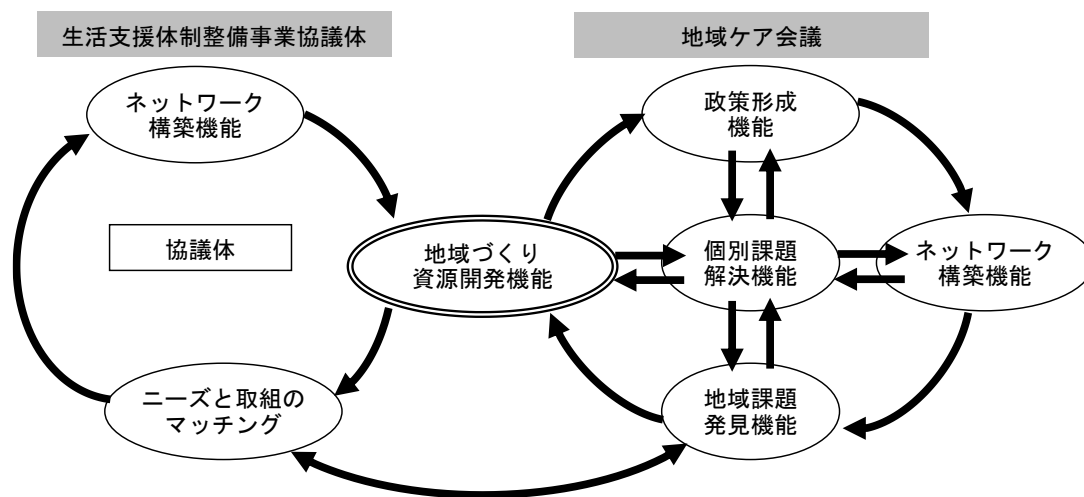 生活支援体制整備事業協議体
地域ケア会議
ネットワーク
構築機能
政策形成
機能
協議体
地域づくり
資源開発機能
個別課題
解決機能
ネットワーク
構築機能
ニーズと取組の
マッチング
地域課題
発見機能